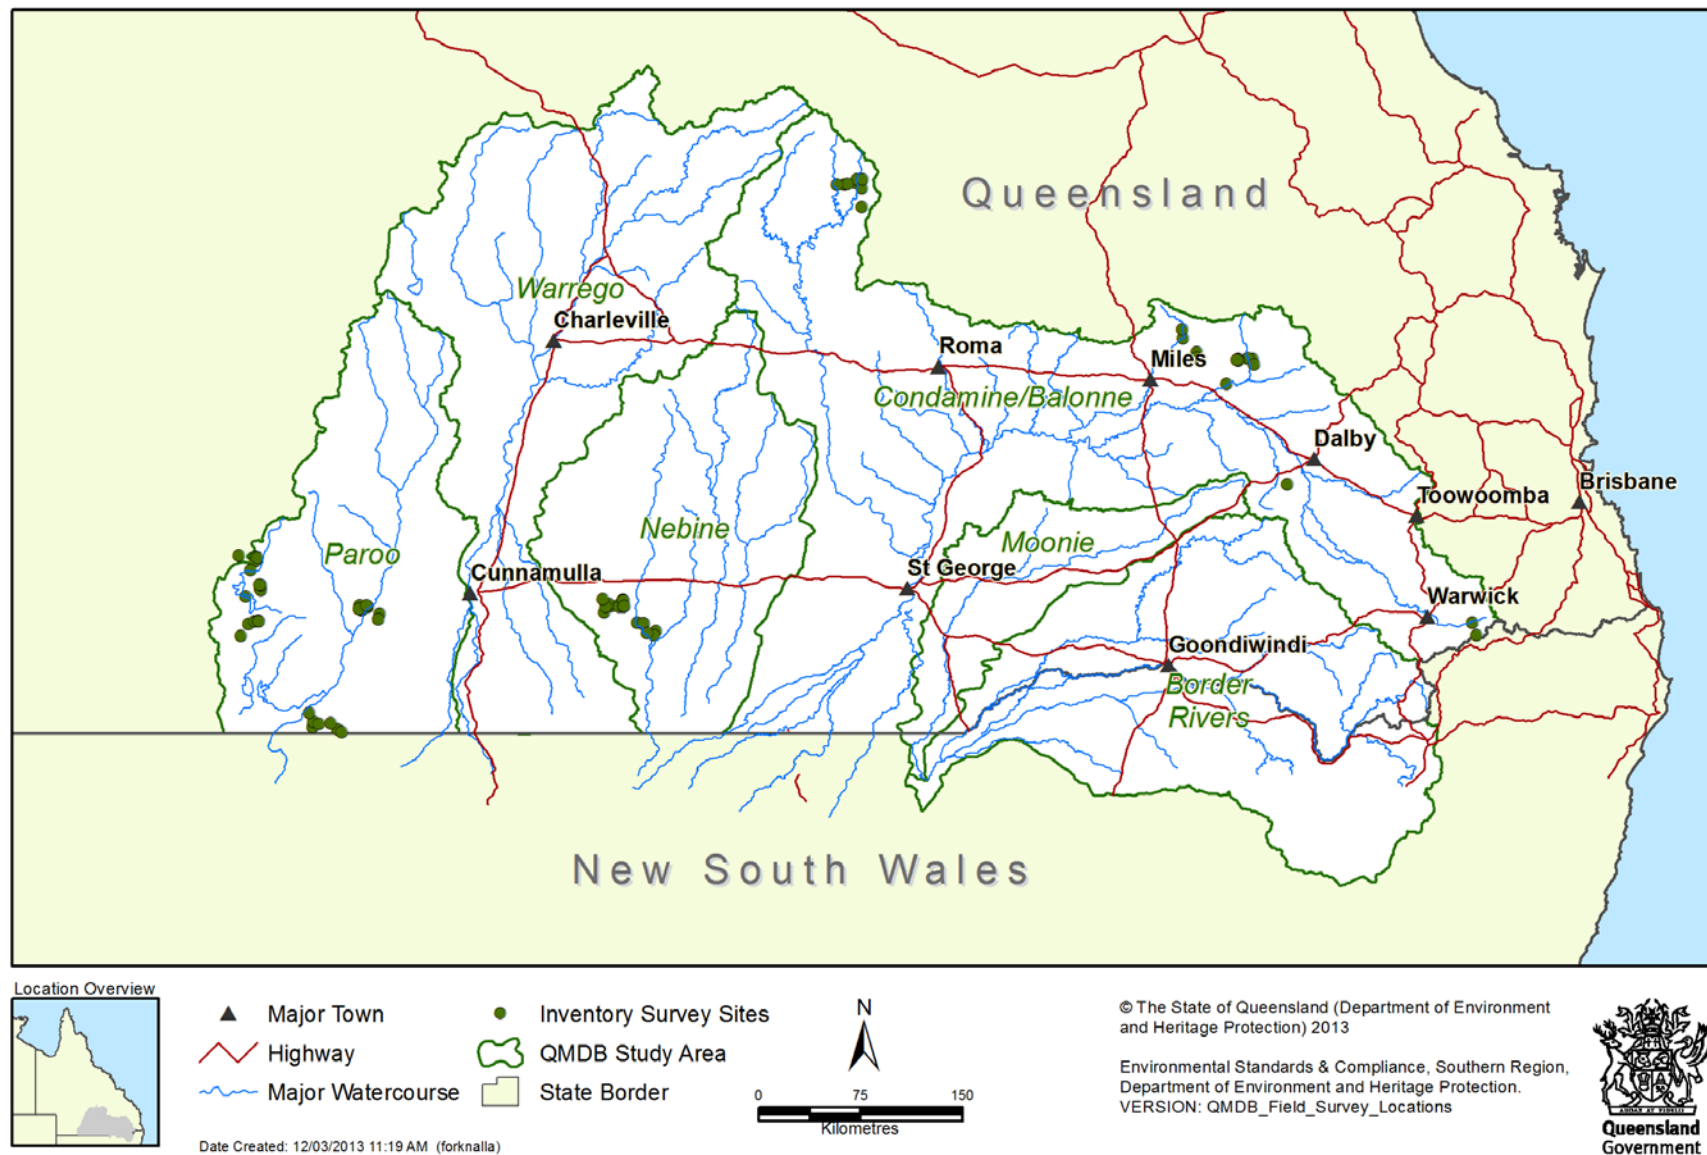 Queensland
Warrego
Charleville
Roma
Miles
Condamine/Balonne
Dalby
Brisbane
Toowoomba
Nebine
Moonie
Paroo
Cunnamulla
St George
Warwick
Goondiwindi
Border
Rivers
New South Wales
Location Overview
Major Town
Highway
Major Watercourse
Inventory Survey Sites
QMDB Study Area
State Border
N
0 75 150
Kilometres
© The State of Queensland (Department of Environment
and Heritage Protection) 2013
Environmental Standards & Compliance, Southern Region,
Department of Environment and Heritage Protection.
VERSION: QMDB_Field_Survey_Locations
Date Created: 12/03/2013 11:19 AM (forknalla)
AUDAX AT FIDELIS
Queensland
Government